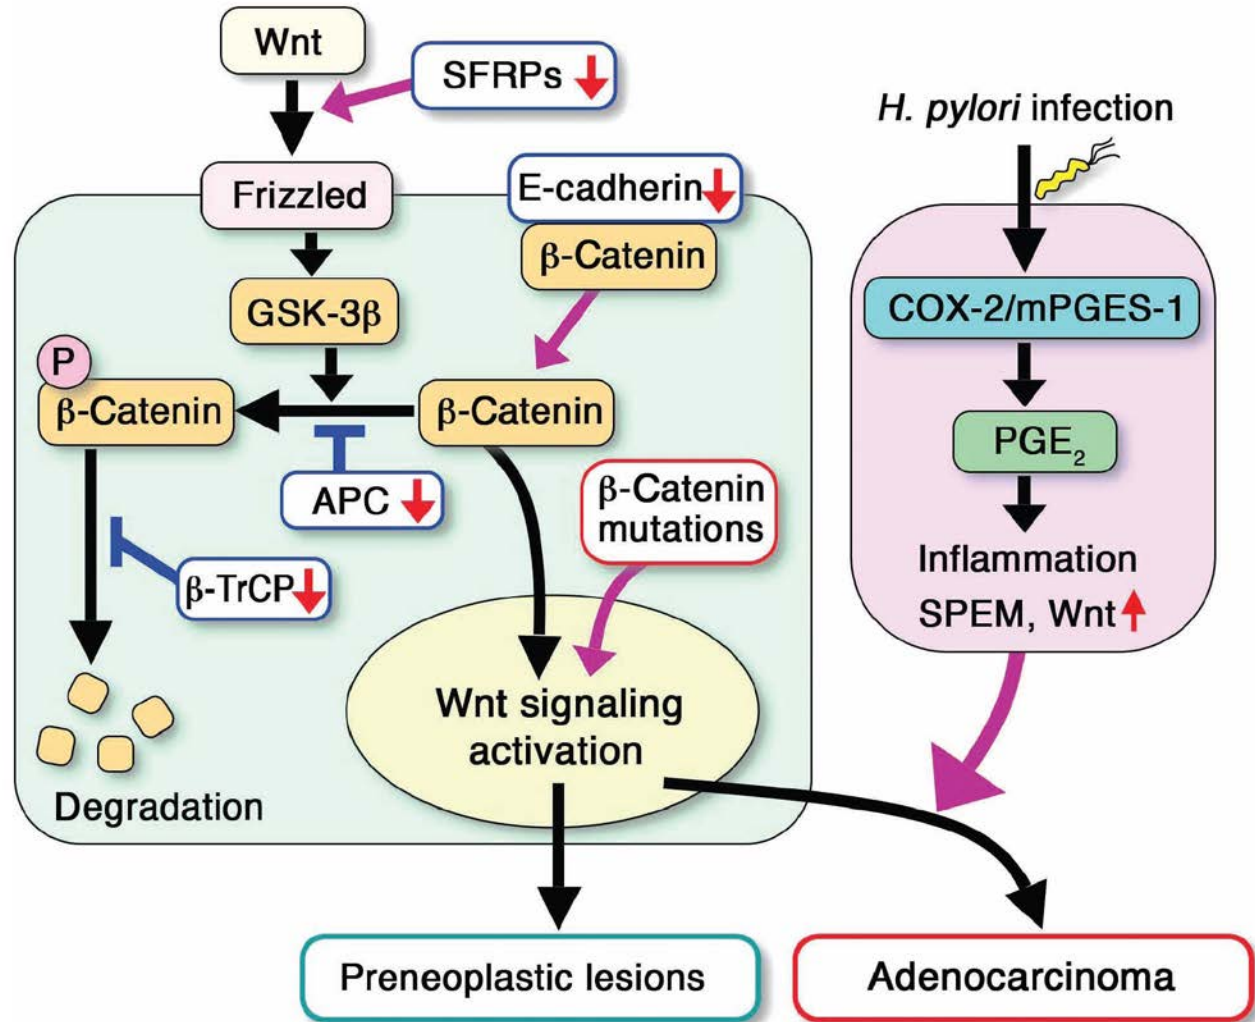 Wnt
SFRPs
H. pylori infection
Frizzled
E-cadherin
β-Catenin
GSK-3β
COX-2/mPGES-1
P
β-Catenin
β-Catenin
PGE₂
APC
β-Catenin
mutations
Inflammation
SPEM, Wnt
β-TrCP
Wnt signaling
activation
Degradation
Preneoplastic lesions
Adenocarcinoma